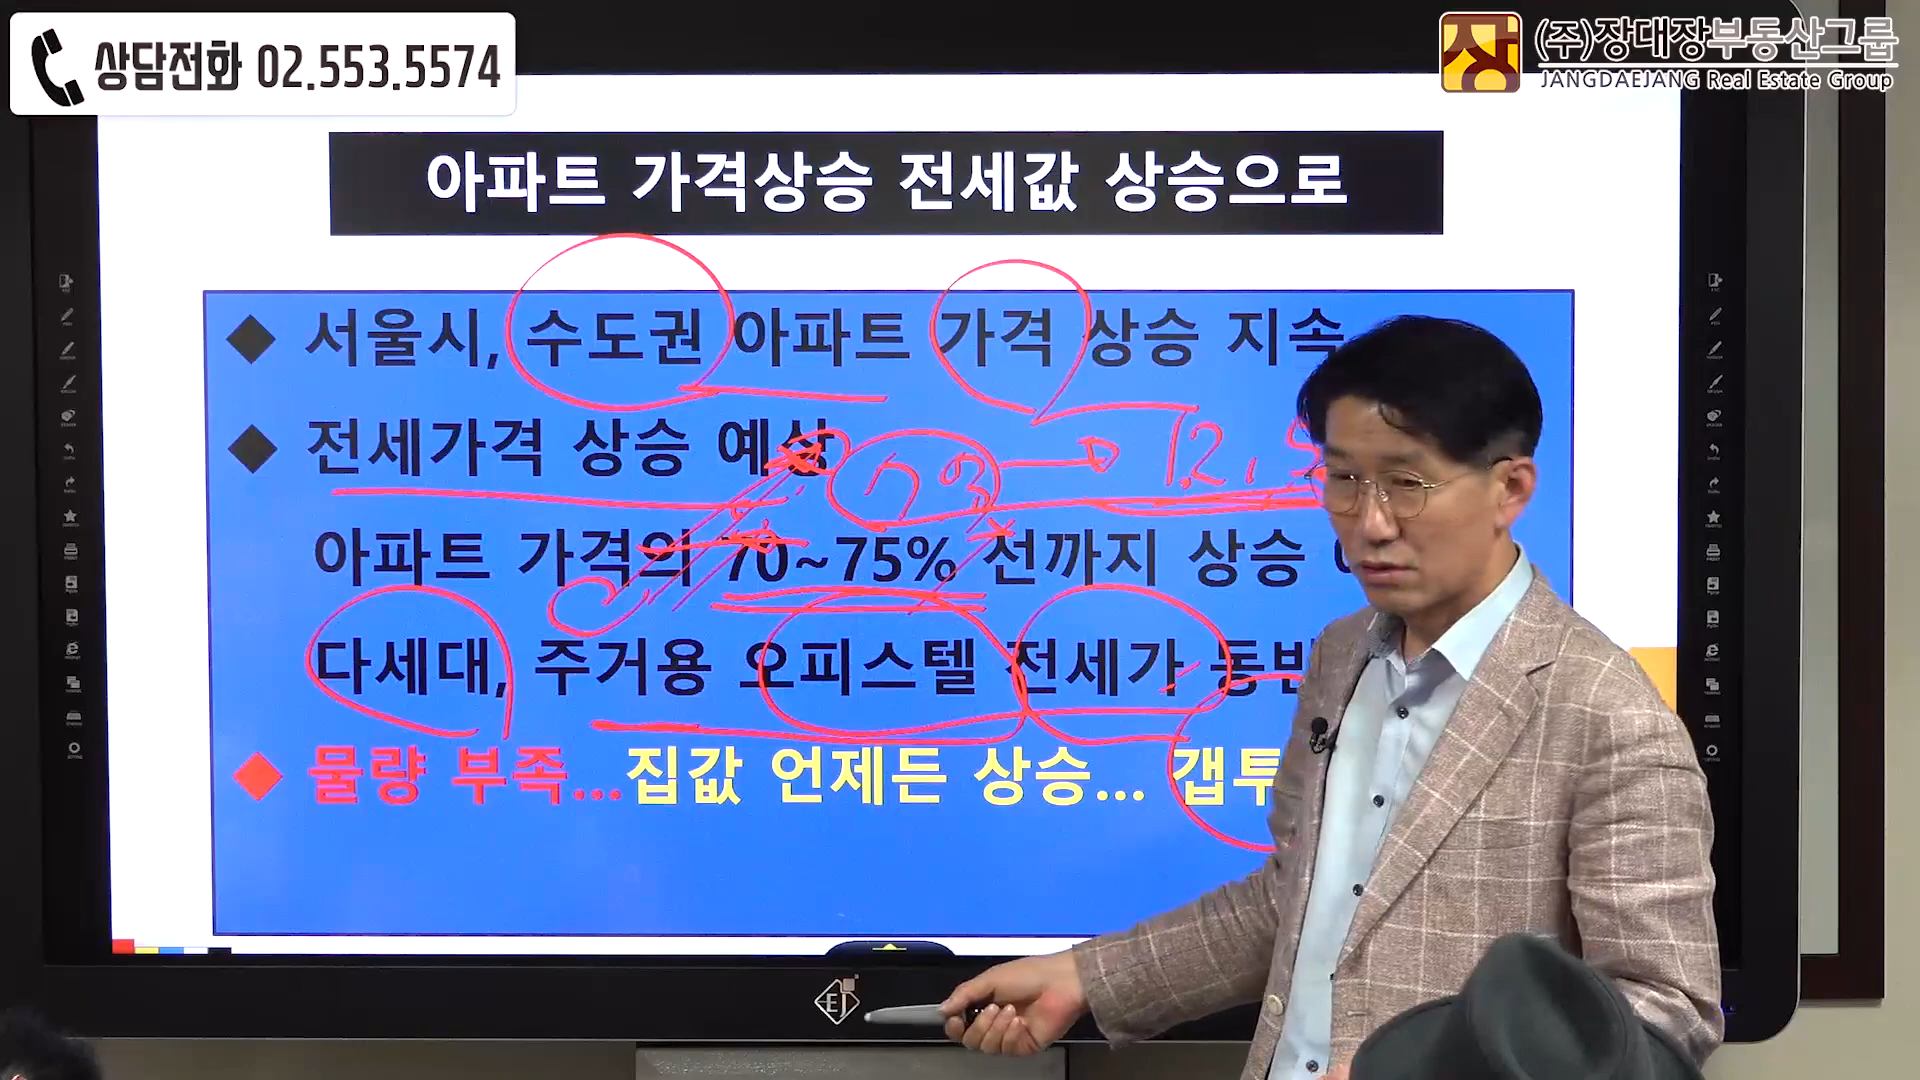 상담전화 02.553.5574
(주)장대장부동산그룹
JANGDAEJANG Real Estate Group
아파트 가격상승 전세값 상승으로
서울시, 수도권 아파트 가격 상승 지속
전세가격 상승 예상
아파트 가격의 70~75% 선까지 상승
다세대, 주거용 오피스텔 전세가 동반
물량 부족...집값 언제든 상승... 갭투
EJ